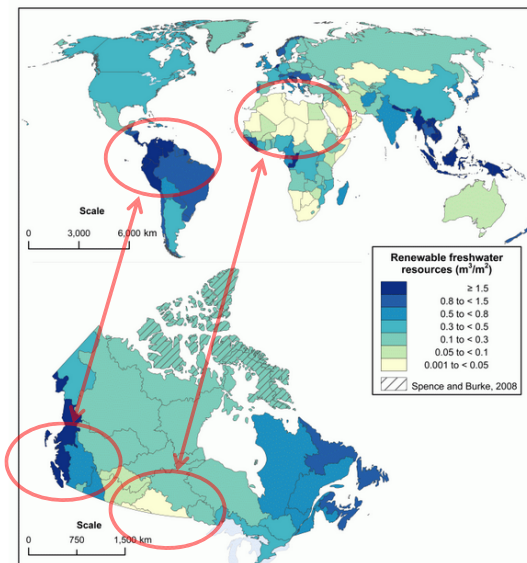 Scale
0 3,000 6,000 km
Renewable freshwater
resources (m³/m²)
≥ 1.5
0.8 to < 1.5
0.5 to < 0.8
0.3 to < 0.5
0.1 to < 0.3
0.05 to < 0.1
0.001 to < 0.05
Spence and Burke, 2008
Scale
0 750 1,500 km